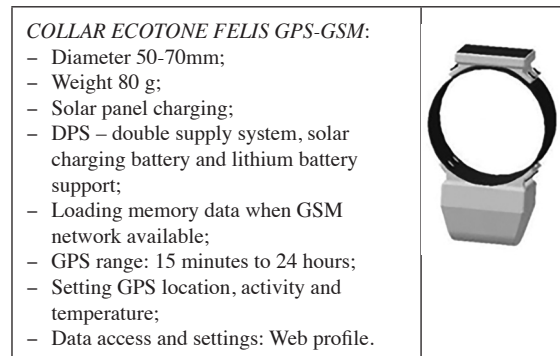 COLLAR ECOTONE FELIS GPS-GSM:
– Diameter 50-70mm;
– Weight 80 g;
– Solar panel charging;
– DPS – double supply system, solar
charging battery and lithium battery
support;
– Loading memory data when GSM
network available;
– GPS range: 15 minutes to 24 hours;
– Setting GPS location, activity and
temperature;
– Data access and settings: Web profile.